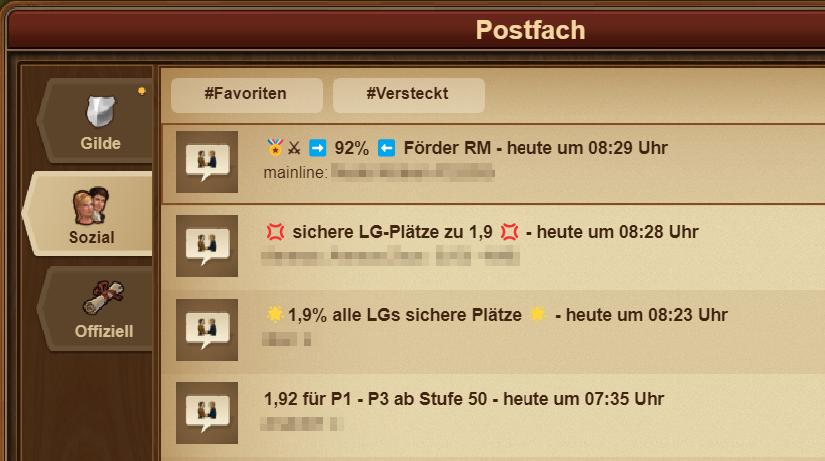 Postfach
#Favoriten #Versteckt
Gilde
Sozial
Offiziell
🏅⚔ ➡ 92% ⬅ Förder RM - heute um 08:29 Uhr
mainline:
💢 sichere LG-Plätze zu 1,9 💢 - heute um 08:28 Uhr
🌟1,9% alle LGs sichere Plätze 🌟 - heute um 08:23 Uhr
1,92 für P1 - P3 ab Stufe 50 - heute um 07:35 Uhr